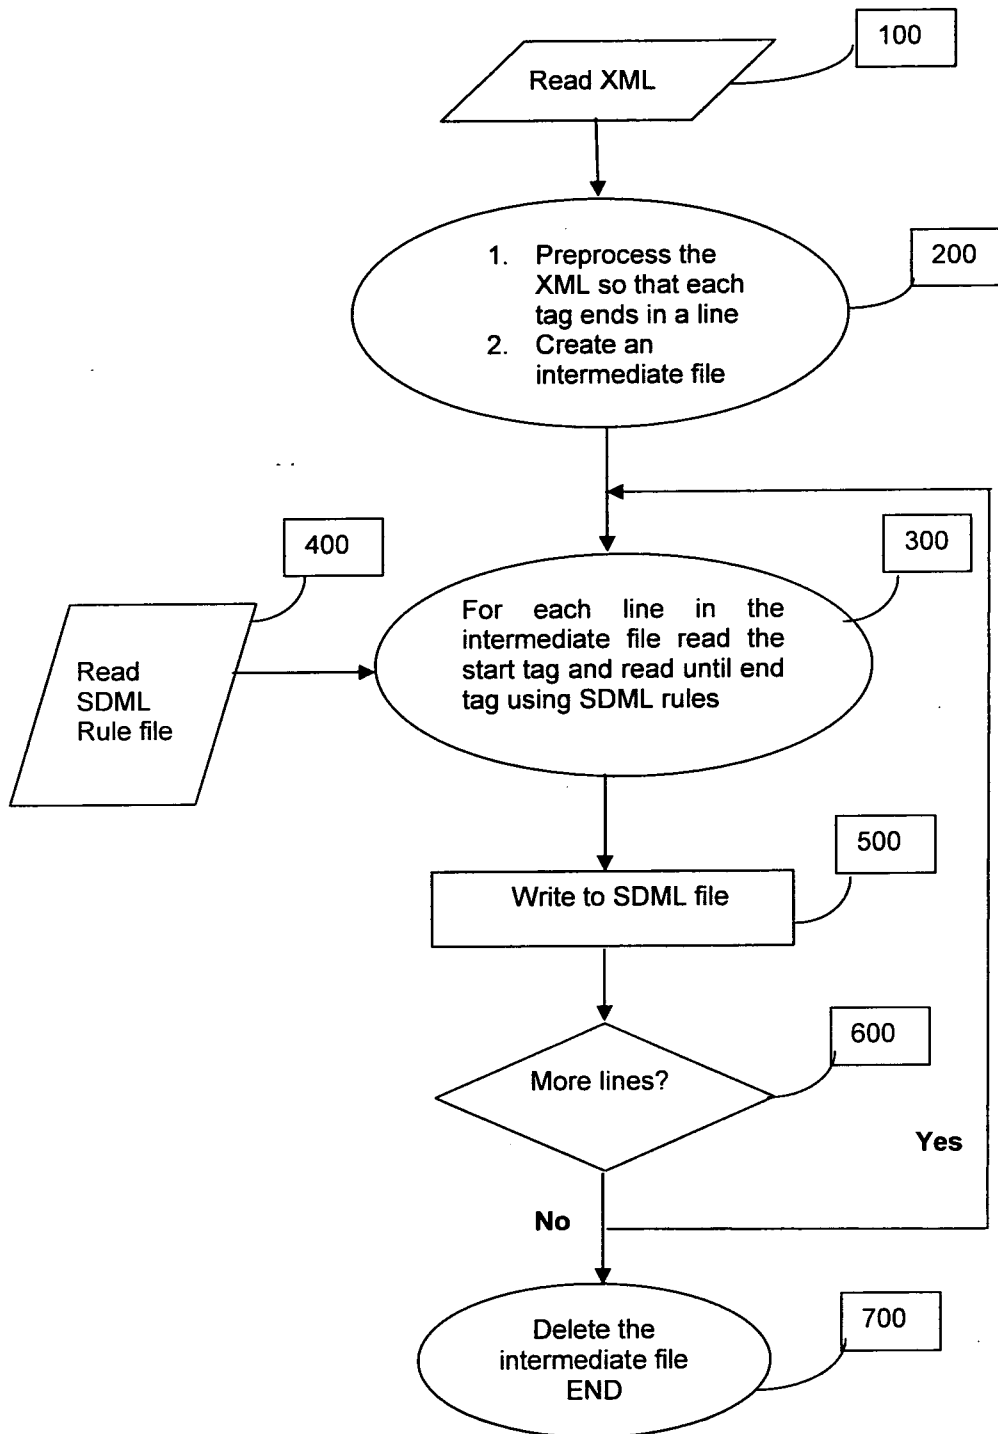 100
Read XML
200
1. Preprocess the
XML so that each
tag ends in a line
2. Create an
intermediate file
400
300
For each line in the
intermediate file read the
start tag and read until end
tag using SDML rules
Read
SDML
Rule file
500
Write to SDML file
600
More lines?
Yes
No
700
Delete the
intermediate file
END